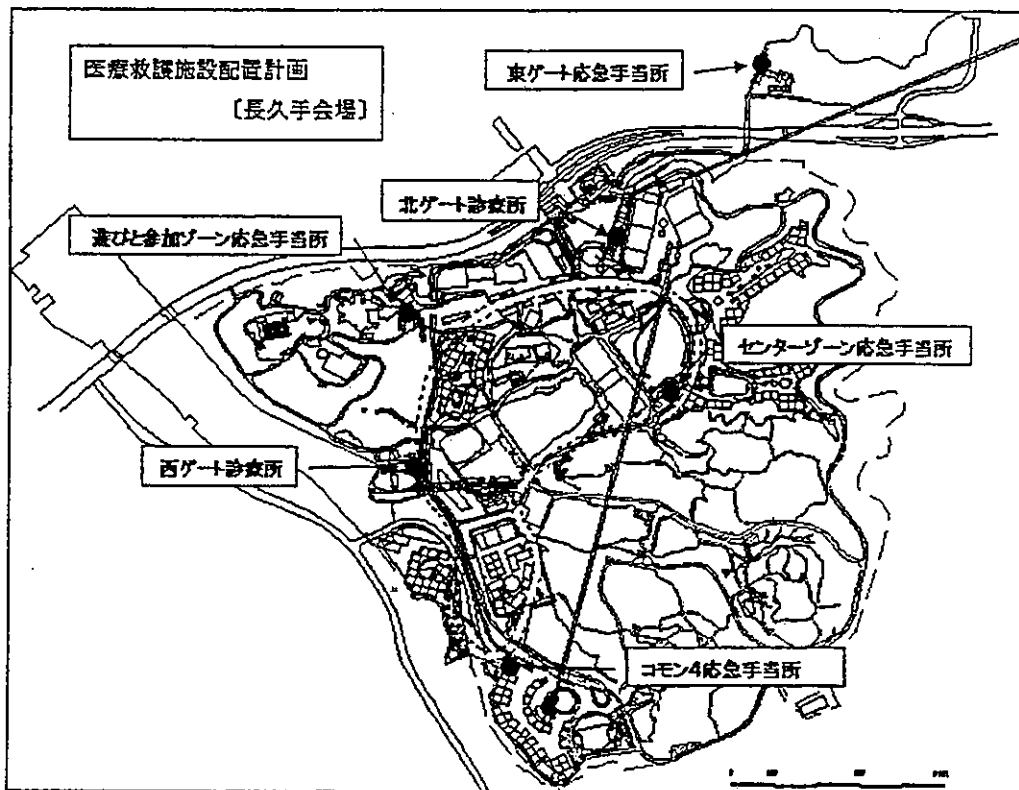 医療救護施設配置計画
〔長久手会場〕
東ゲート応急手当所
北ゲート診療所
遊びと参加ゾーン応急手当所
センターゾーン応急手当所
西ゲート診療所
コモン4応急手当所